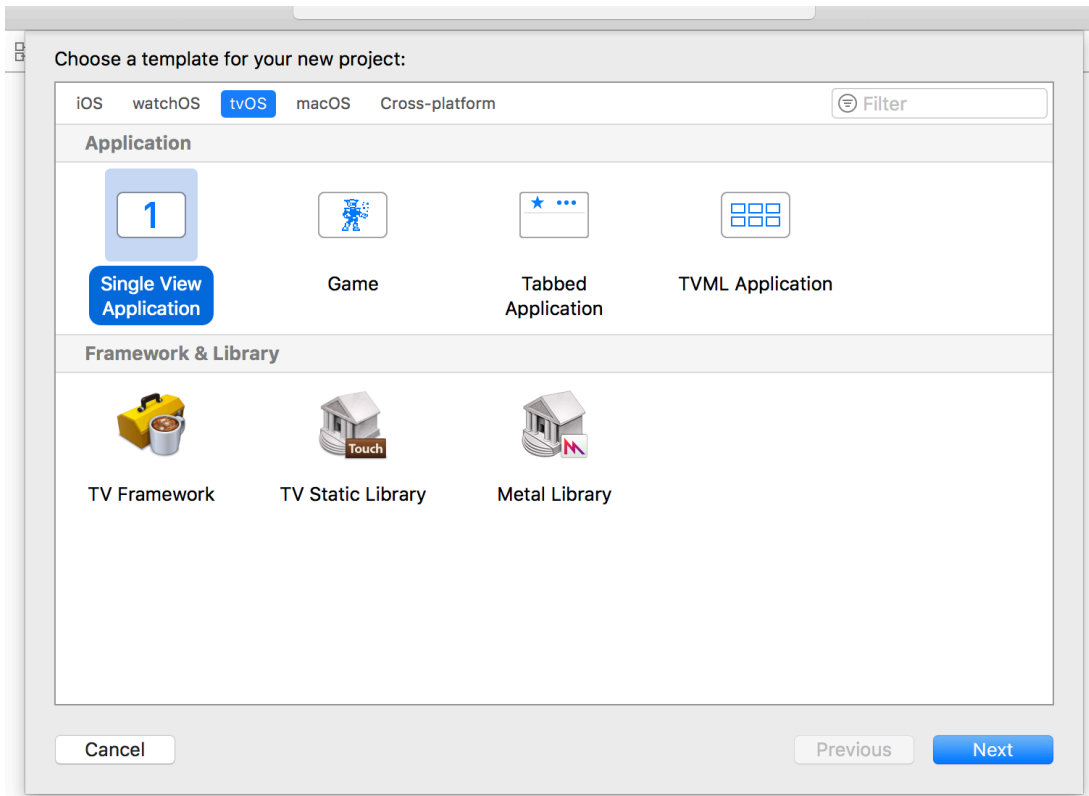 Choose a template for your new project:
iOS watchOS tvOS macOS Cross-platform Filter
Application
1
Single View Application
Game
Tabbed Application
TVML Application
Framework & Library
Touch
TV Framework
TV Static Library
Metal Library
Cancel Previous Next